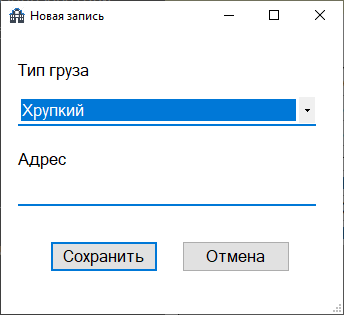 Новая запись
Тип груза
Хрупкий
Адрес
Сохранить
Отмена